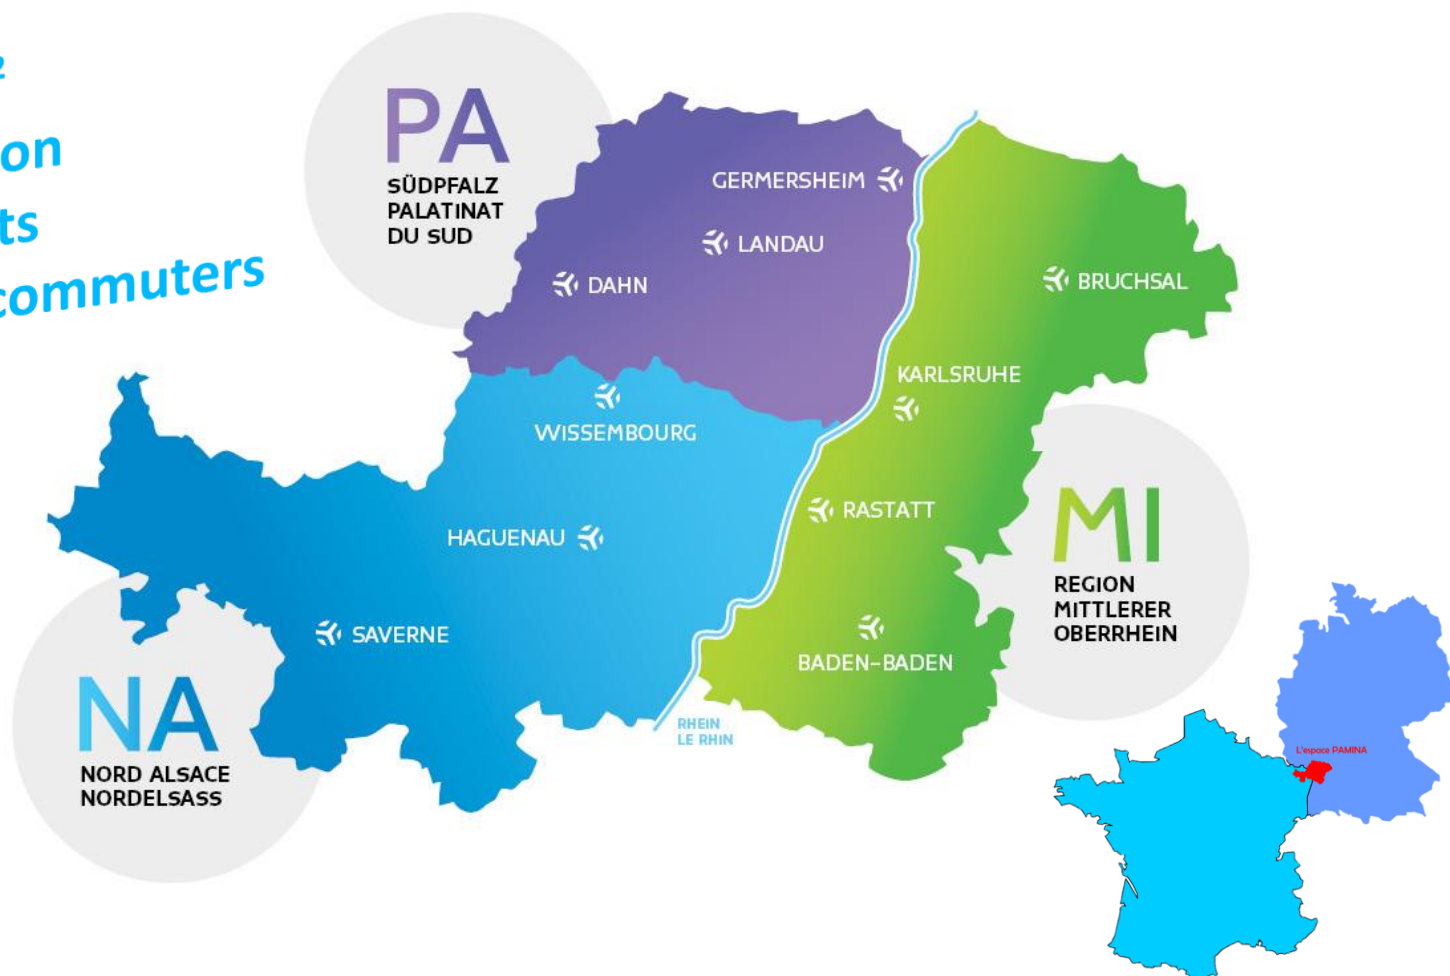 2
on
ts
commuters
PA
SÜDPFALZ
PALATINAT
DU SUD
GERMERSHEIM
LANDAU
DAHN
BRUCHSAL
KARLSRUHE
WISSEMBOURG
RASTATT
HAGUENAU
MI
REGION
MITTLERER
OBERRHEIN
SAVERNE
BADEN-BADEN
NA
NORD ALSACE
NORDELSASS
RHEIN
LE RHIN
L'espace PAMINA